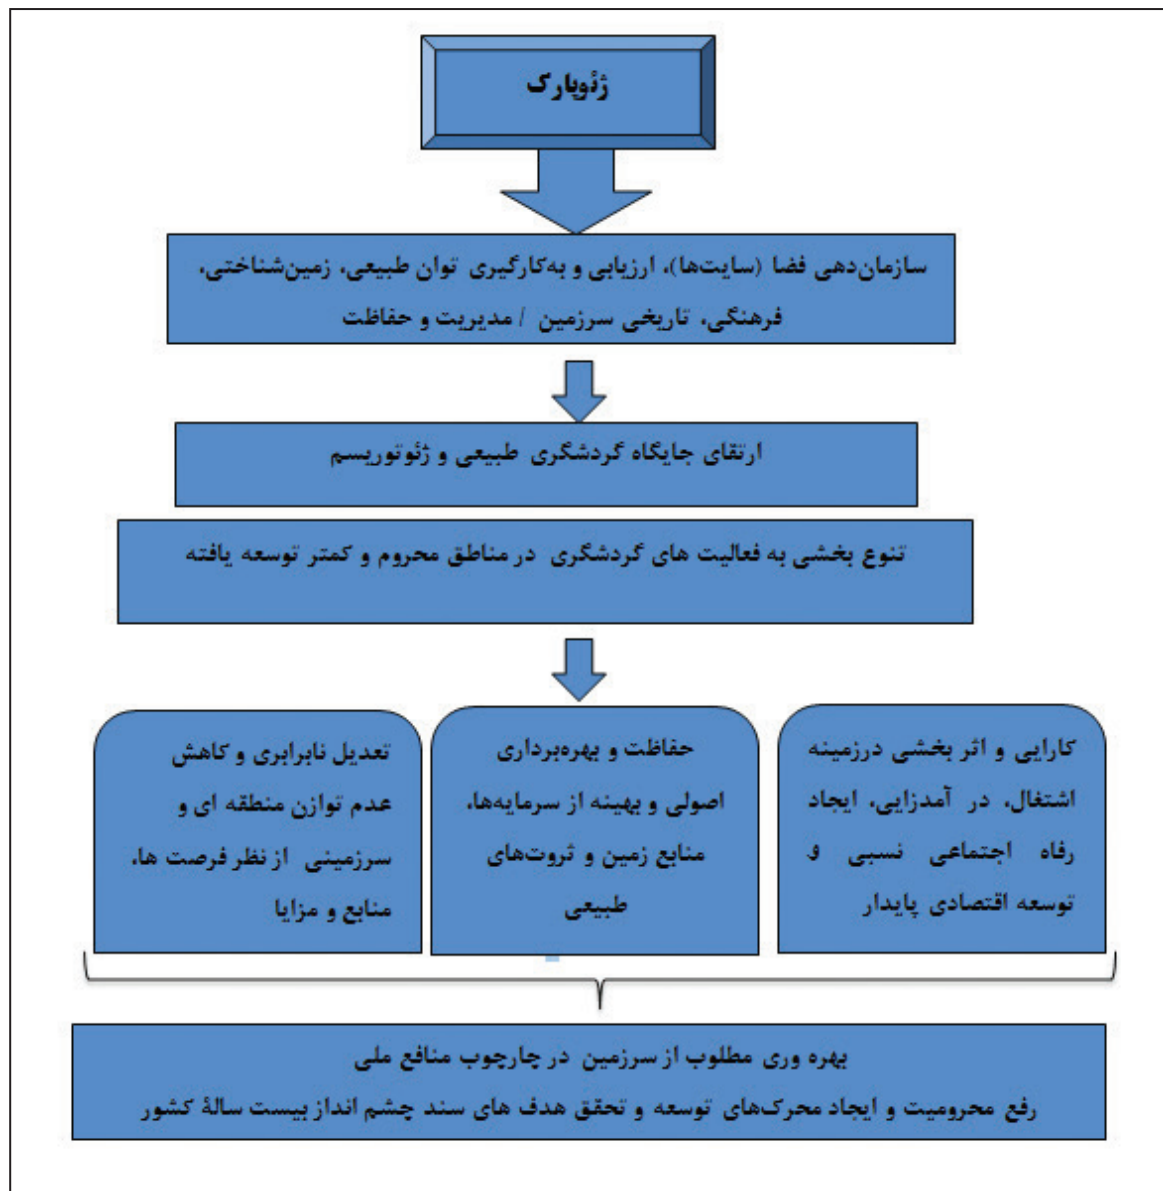 ژئوپارک
سازمان‌دهی فضا (سایت‌ها)، ارزیابی و به‌کارگیری توان طبیعی، زمین‌شناختی،
فرهنگی، تاریخی سرزمین / مدیریت و حفاظت
ارتقای جایگاه گردشگری طبیعی و ژئوتوریسم
تنوع بخشی به فعالیت های گردشگری در مناطق محروم و کمتر توسعه یافته
کارایی و اثر بخشی درزمینه
اشتغال، در آمدزایی، ایجاد
رفاه اجتماعی نسبی و
توسعه اقتصادی پایدار
حفاظت و بهره‌برداری
اصولی و بهینه از سرمایه‌ها،
منابع زمین و ثروت‌های
طبیعی
تعدیل نابرابری و کاهش
عدم توازن منطقه ای و
سرزمینی از نظر فرصت ها،
منابع و مزایا
بهره وری مطلوب از سرزمین در چارچوب منافع ملی
رفع محرومیت و ایجاد محرک‌های توسعه و تحقق هدف های سند چشم انداز بیست سالهٔ کشور